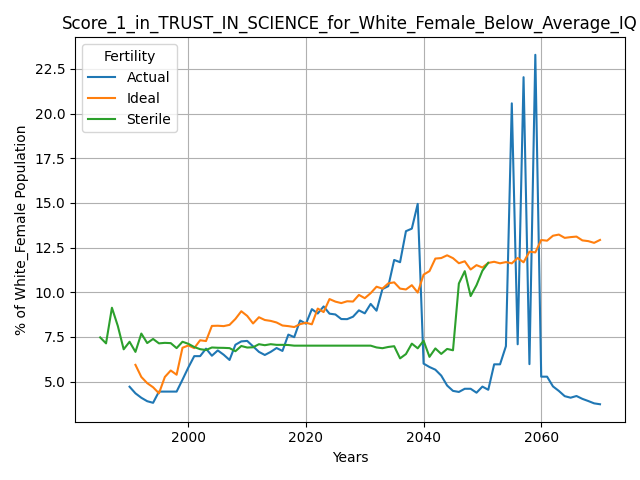 Score_1_in_TRUST_IN_SCIENCE_for_White_Female_Below_Average_IQ
Fertility
Actual
Ideal
Sterile
% of White_Female Population
22.5
20.0
17.5
15.0
12.5
10.0
7.5
5.0
2000 2020 2040 2060
Years